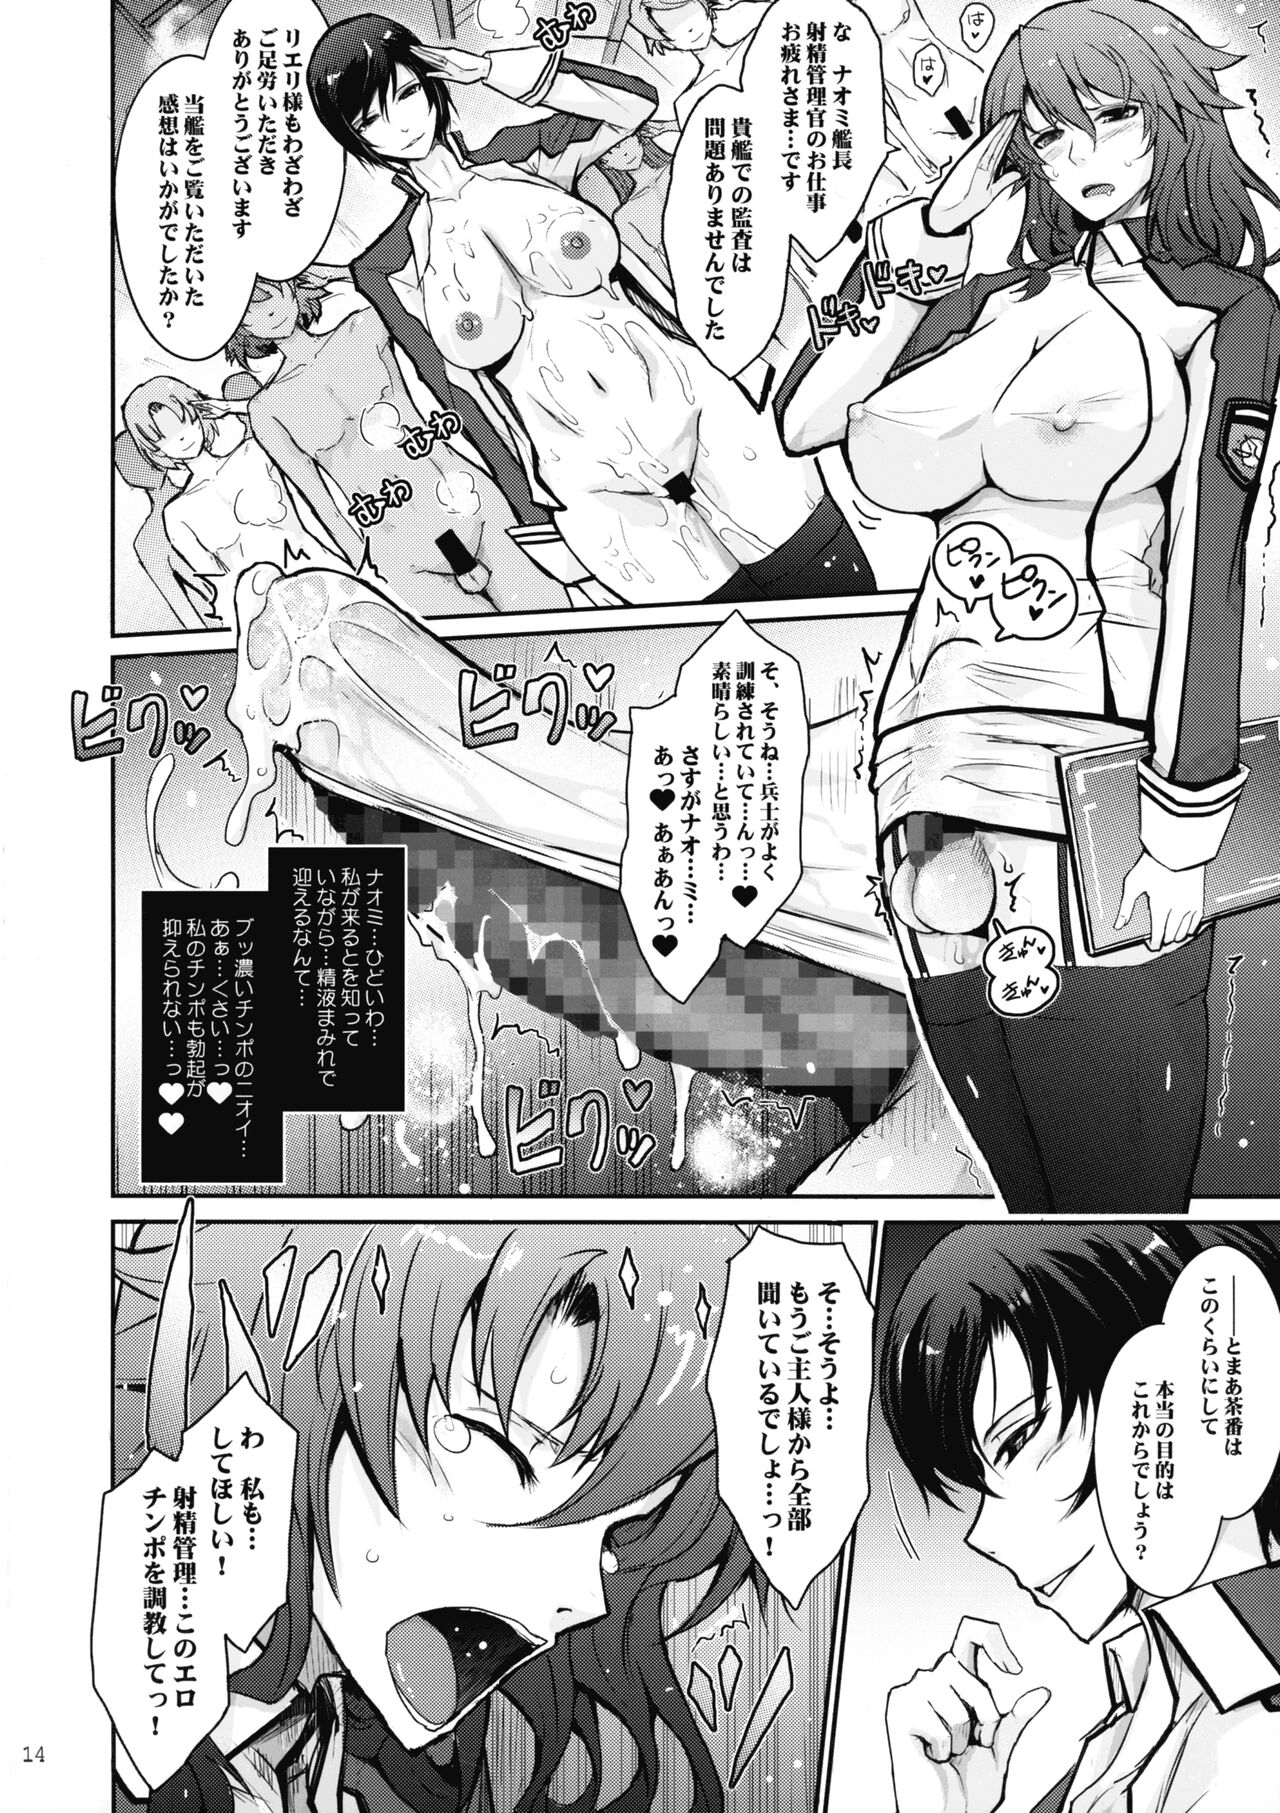 な ナオミ艦長
射精管理官のお仕事
お疲れさま…です
貴艦での監査は
問題ありませんでした
は♥
は♥
ドキ
ドキ♥
ドキ♥
むわ
むわ
むわ
リエリ様もわざわざ
ご足労いただき
ありがとうございます
当艦をご覧いただいた
感想はいかがでしたか？
ピラン♥
ピラン♥
そ、そうね…兵士がよく
訓練されていて…んっ…♥
素晴らしい…と思うわ…
さすがナオ…ミ…
あっ♥ あぁあんっ♥
きゅん♥
きゅん♥
ビクッ♥
ビクッ♥
ビクッ♥
ナオミ…ひどいわ…
私が来るとを知って
いながら…精液まみれで
迎えるなんて…
ブッ濃いチンポのニオイ…
あぁ…くさい…っ♥
私のチンポも勃起が
抑えられない…っ♥♥
――とまあ茶番は
このくらいにして
本当の目的は
これからでしょう？
そ…そうよ…
もうご主人様から全部
聞いているでしょ…っ！
わ 私も…
してほしい！
射精管理…このエロ
チンポを調教してっ！
14